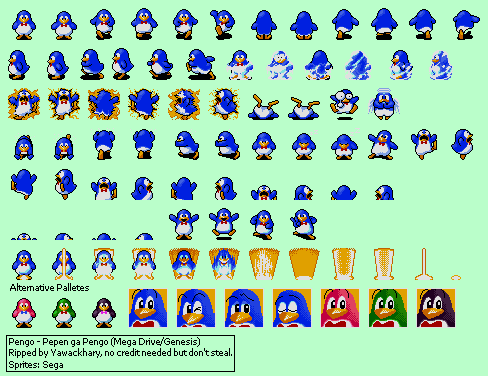 Alternative Palletes
Pengo - Pepen ga Pengo (Mega Drive/Genesis)
Ripped by Yawackhary, no credit needed but don't steal.
Sprites: Sega